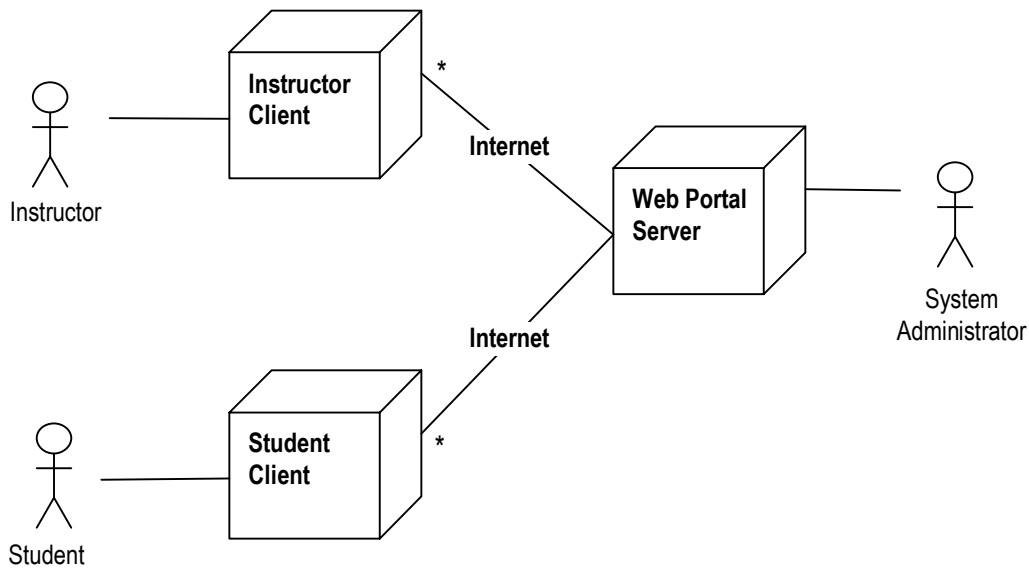 Instructor
Client
*
Internet
Instructor
Web Portal
Server
System
Administrator
Internet
Student
Client
*
Student